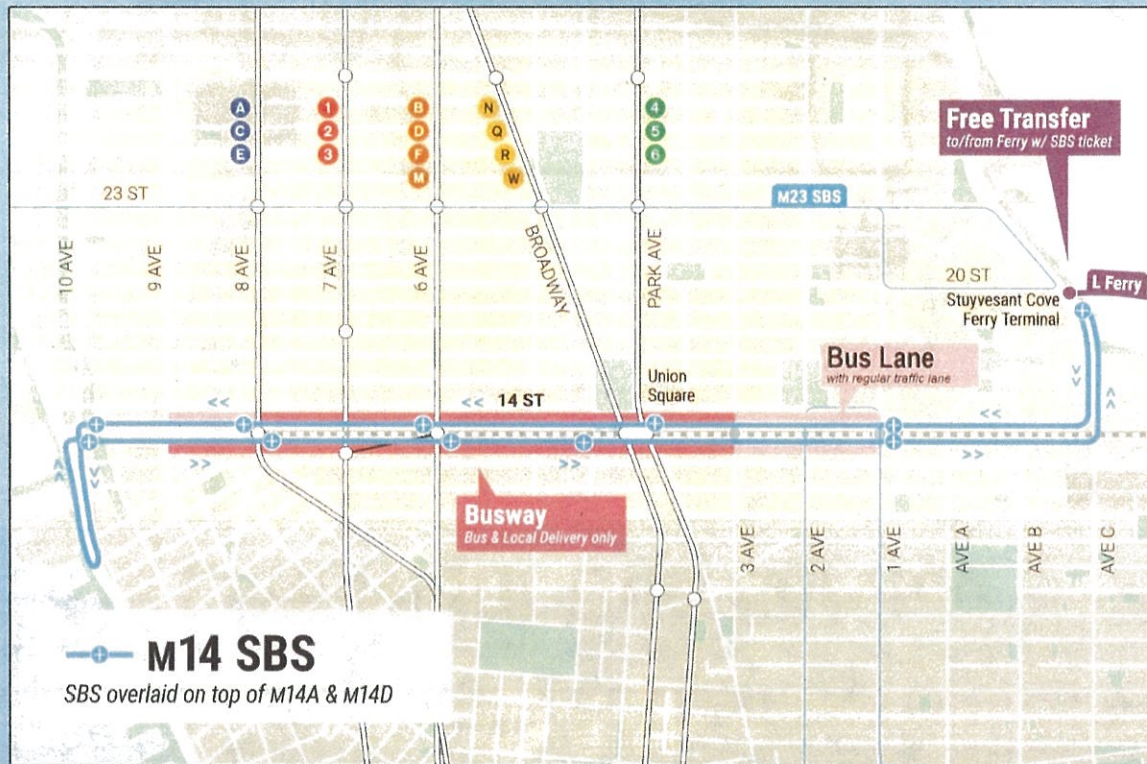 A
C
E
1
2
3
B
D
F
M
N
Q
R
W
4
5
6
Free Transfer
to/from Ferry w/ SBS ticket
23 ST
M23 SBS
10 AVE
9 AVE
8 AVE
7 AVE
6 AVE
BROADWAY
PARK AVE
20 ST
L Ferry
Stuyvesant Cove
Ferry Terminal
Bus Lane
with regular traffic lane
Union
Square
<<
<<
14 ST
<<
>>
>>
>>
<<
<<
<<
<<
Busway
Bus & Local Delivery only
3 AVE
2 AVE
1 AVE
AVE A
AVE B
AVE C
M14 SBS
SBS overlaid on top of M14A & M14D